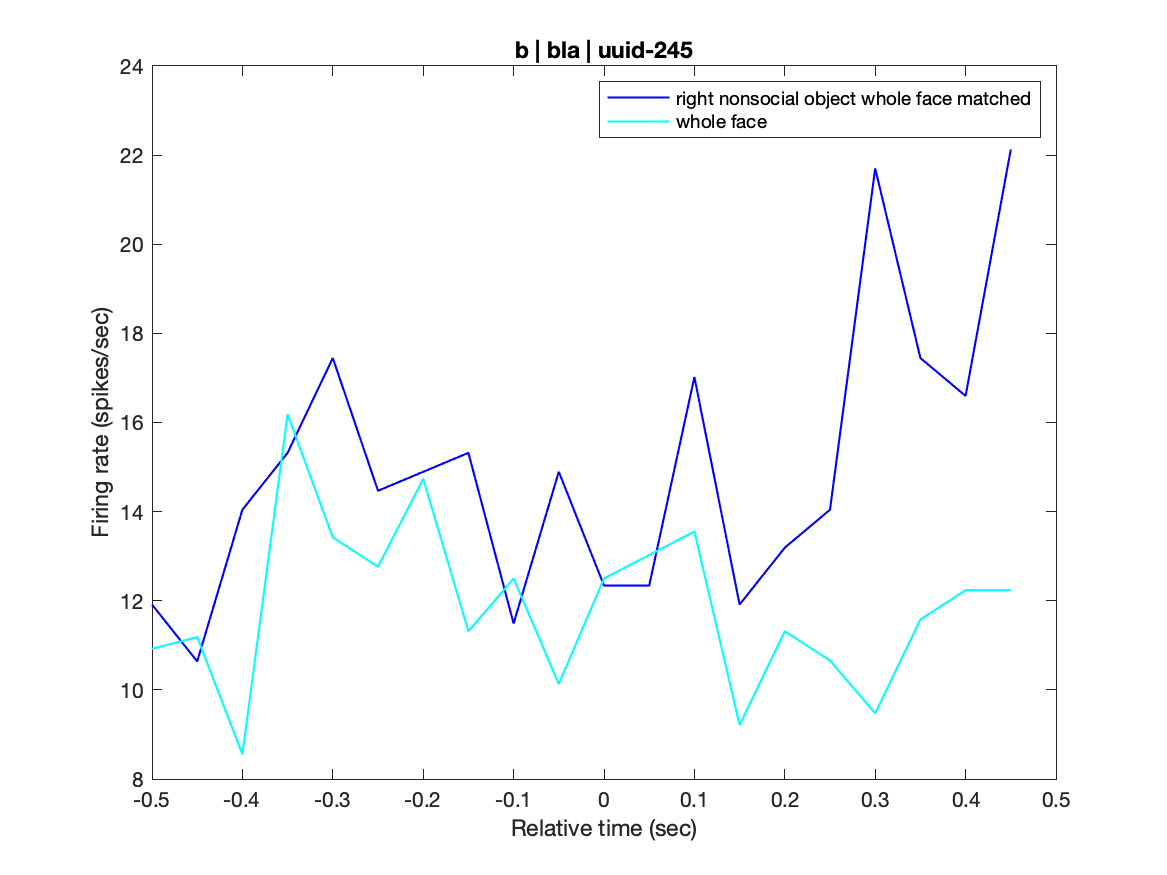 b | bla | uuid-245
right nonsocial object whole face matched
whole face
24
22
20
18
16
14
12
10
8
Firing rate (spikes/sec)
-0.5 -0.4 -0.3 -0.2 -0.1 0 0.1 0.2 0.3 0.4 0.5
Relative time (sec)